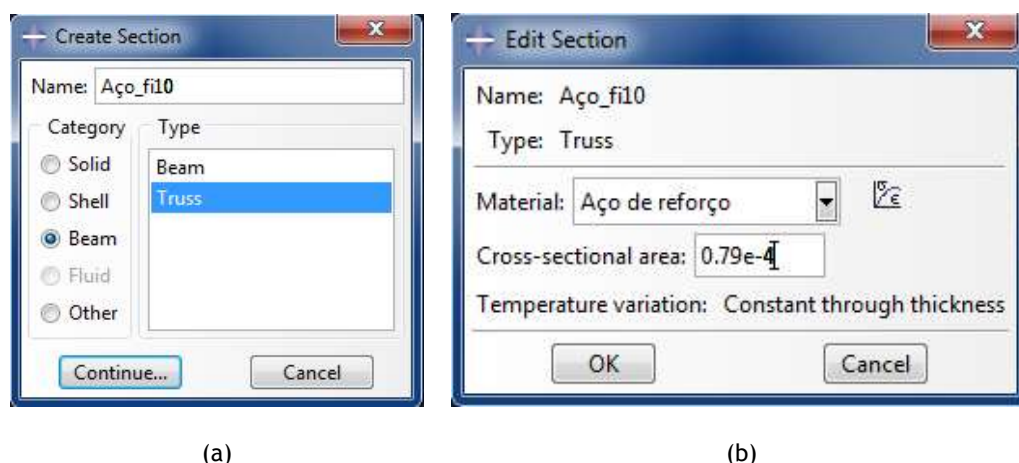 Create Section
Name: Aço_fi10
Category
Type
Solid
Shell
Beam
Fluid
Other
Beam
Truss
Continue...
Cancel
(a)
Edit Section
Name: Aço_fi10
Type: Truss
Material: Aço de reforço
Cross-sectional area: 0.79e-4
Temperature variation: Constant through thickness
OK
Cancel
(b)